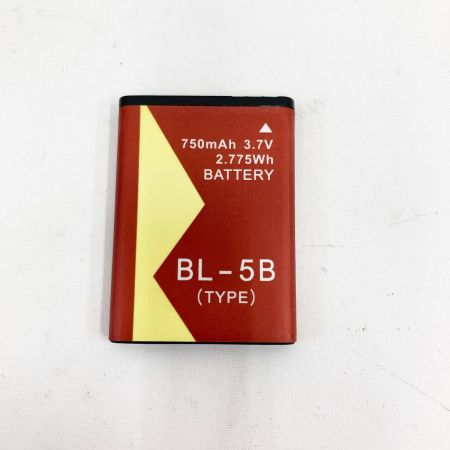 750mAh 3.7V
2.775Wh
BATTERY
BL-5B
(TYPE)